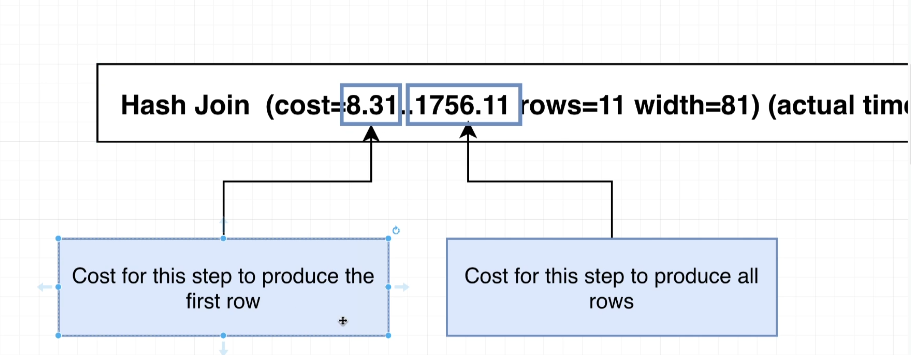 Hash Join (cost=8.31..1756.11 rows=11 width=81) (actual time
Cost for this step to produce the
first row
Cost for this step to produce all
rows